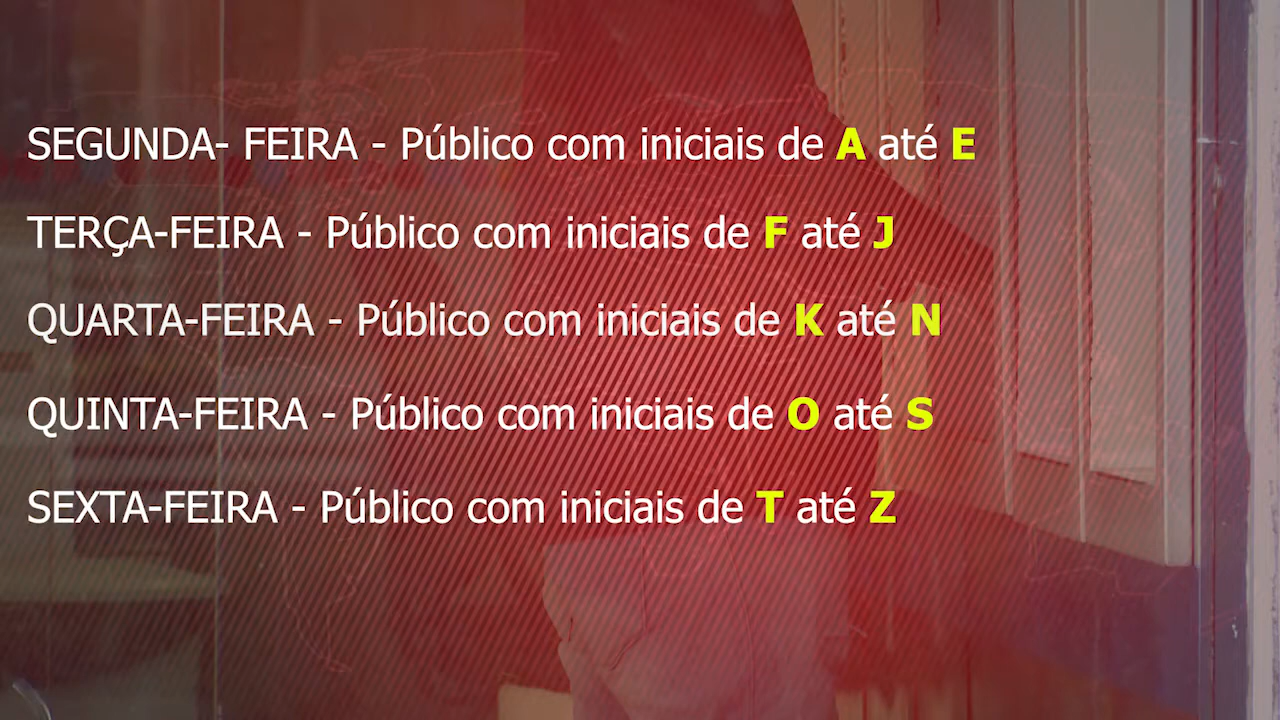 SEGUNDA- FEIRA - Público com iniciais de A até E
TERÇA-FEIRA - Público com iniciais de F até J
QUARTA-FEIRA - Público com iniciais de K até N
QUINTA-FEIRA - Público com iniciais de O até S
SEXTA-FEIRA - Público com iniciais de T até Z